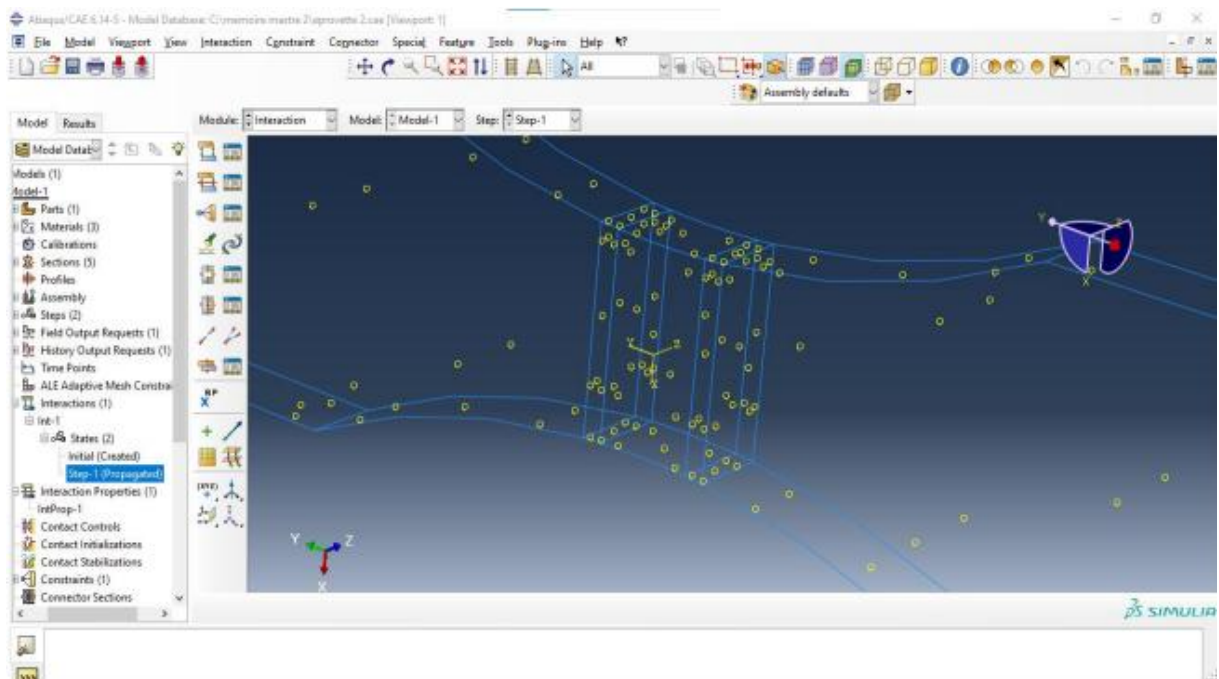 Abaqus/CAE 6.14-5 - Model Database: C:\memoire master 2\eprouvette 2.cae [Viewport: 1]
File Model Viewport View Interaction Constraint Connector Special Feature Tools Plug-ins Help
All
Assembly defaults
Model Results
Module: Interaction Model: Model-1 Step: Step-1
Model Datab
Models (1)
Model-1
Parts (1)
Materials (3)
Calibrations
Sections (5)
Profiles
Assembly
Steps (2)
Field Output Requests (1)
History Output Requests (1)
Time Points
ALE Adaptive Mesh Constrai
Interactions (1)
Int-1
States (2)
Initial (Created)
Step-1 (Propagated)
Interaction Properties (1)
IntProp-1
Contact Controls
Contact Initializations
Contact Stabilizations
Constraints (1)
Connector Sections
RP
(XYZ)
Y Z
X
Y Z
X
Y Z
X
SIMULIA